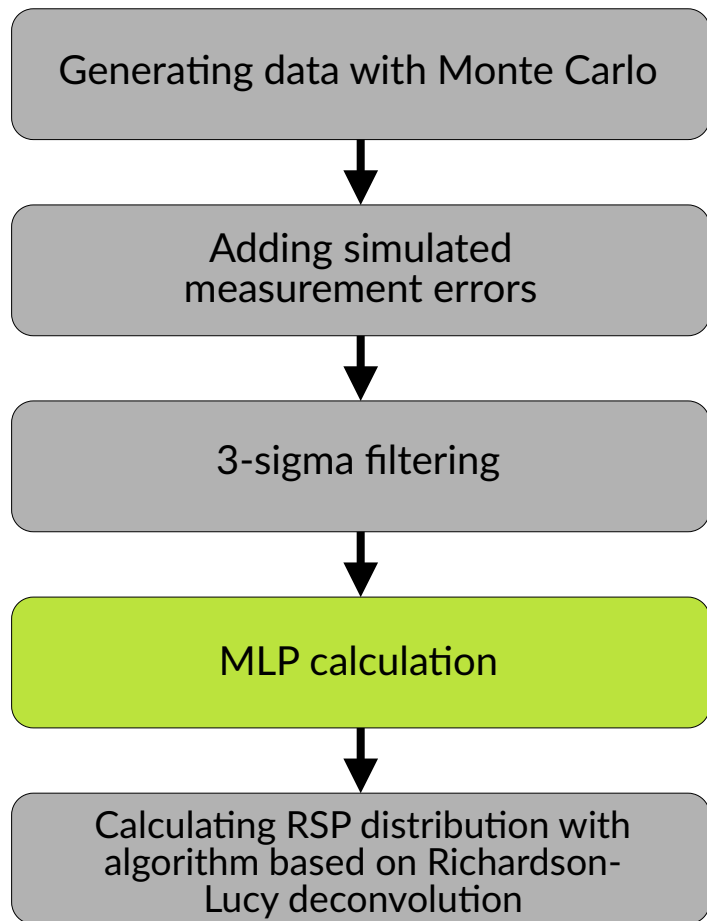 Generating data with Monte Carlo
Adding simulated
measurement errors
3-sigma filtering
MLP calculation
Calculating RSP distribution with
algorithm based on Richardson-
Lucy deconvolution